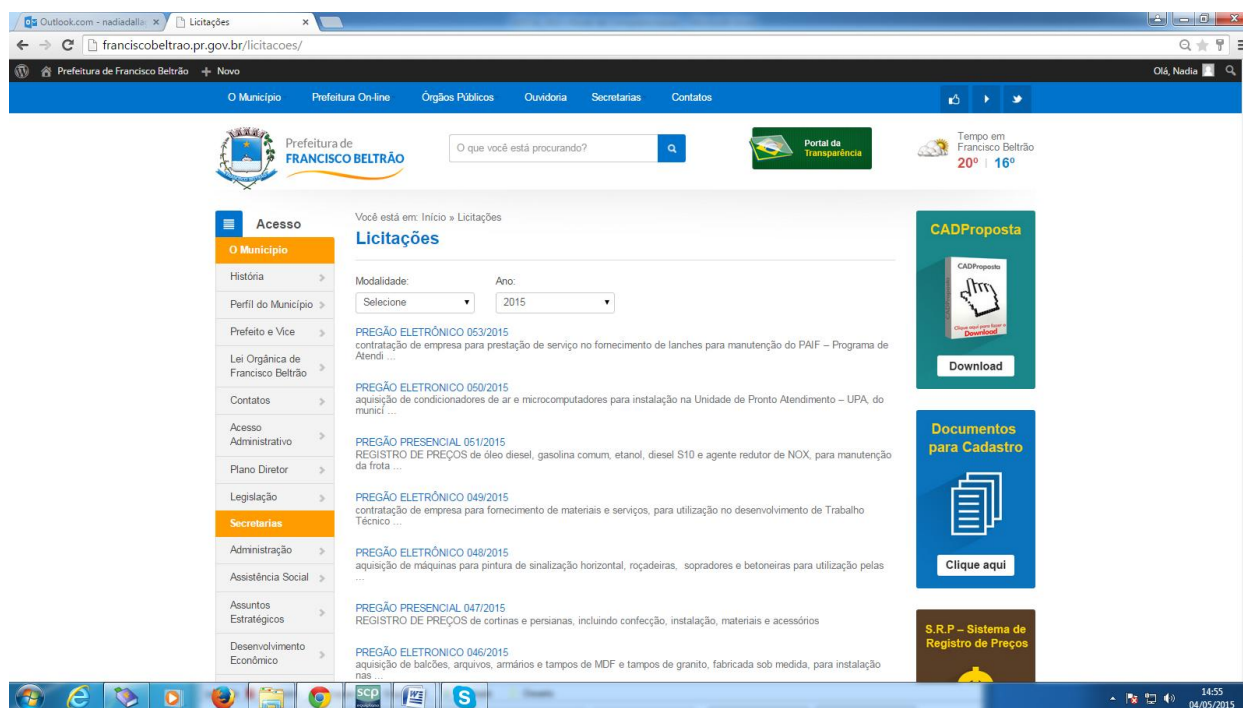 Outlook.com - nadiadalla
Licitações
franciscobeltrao.pr.gov.br/licitacoes/
Prefeitura de Francisco Beltrão + Novo
Olá, Nadia
O Município Prefeitura On-line Órgãos Públicos Ouvidoria Secretarias Contatos
Prefeitura de
FRANCISCO BELTRÃO
O que você está procurando?
Portal da
Transparência
Tempo em
Francisco Beltrão
20º | 16º
Acesso
O Município
História
Perfil do Município
Prefeito e Vice
Lei Orgânica de
Francisco Beltrão
Contatos
Acesso
Administrativo
Plano Diretor
Legislação
Secretarias
Administração
Assistência Social
Assuntos
Estratégicos
Desenvolvimento
Econômico
Você está em: Início » Licitações
Licitações
Modalidade: Ano:
Selecione 2015
PREGÃO ELETRÔNICO 053/2015
contratação de empresa para prestação de serviço no fornecimento de lanches para manutenção do PAIF – Programa de
Atendi ...
PREGÃO ELETRONICO 050/2015
aquisição de condicionadores de ar e microcomputadores para instalação na Unidade de Pronto Atendimento – UPA, do
municí ...
PREGÃO PRESENCIAL 051/2015
REGISTRO DE PREÇOS de óleo diesel, gasolina comum, etanol, diesel S10 e agente redutor de NOX, para manutenção
da frota ...
PREGÃO ELETRÔNICO 049/2015
contratação de empresa para fornecimento de materiais e serviços, para utilização no desenvolvimento de Trabalho
Técnico ...
PREGÃO ELETRÔNICO 048/2015
aquisição de máquinas para pintura de sinalização horizontal, roçadeiras, sopradores e betoneiras para utilização pelas
...
PREGÃO PRESENCIAL 047/2015
REGISTRO DE PREÇOS de cortinas e persianas, incluindo confecção, instalação, materiais e acessórios
PREGÃO ELETRONICO 046/2015
aquisição de balcões, arquivos, armários e tampos de MDF e tampos de granito, fabricada sob medida, para instalação
nas ...
CADProposta
CADProposta
Download
Download
Documentos
para Cadastro
Clique aqui
S.R.P – Sistema de
Registro de Preços
scp
14:55
04/05/2015